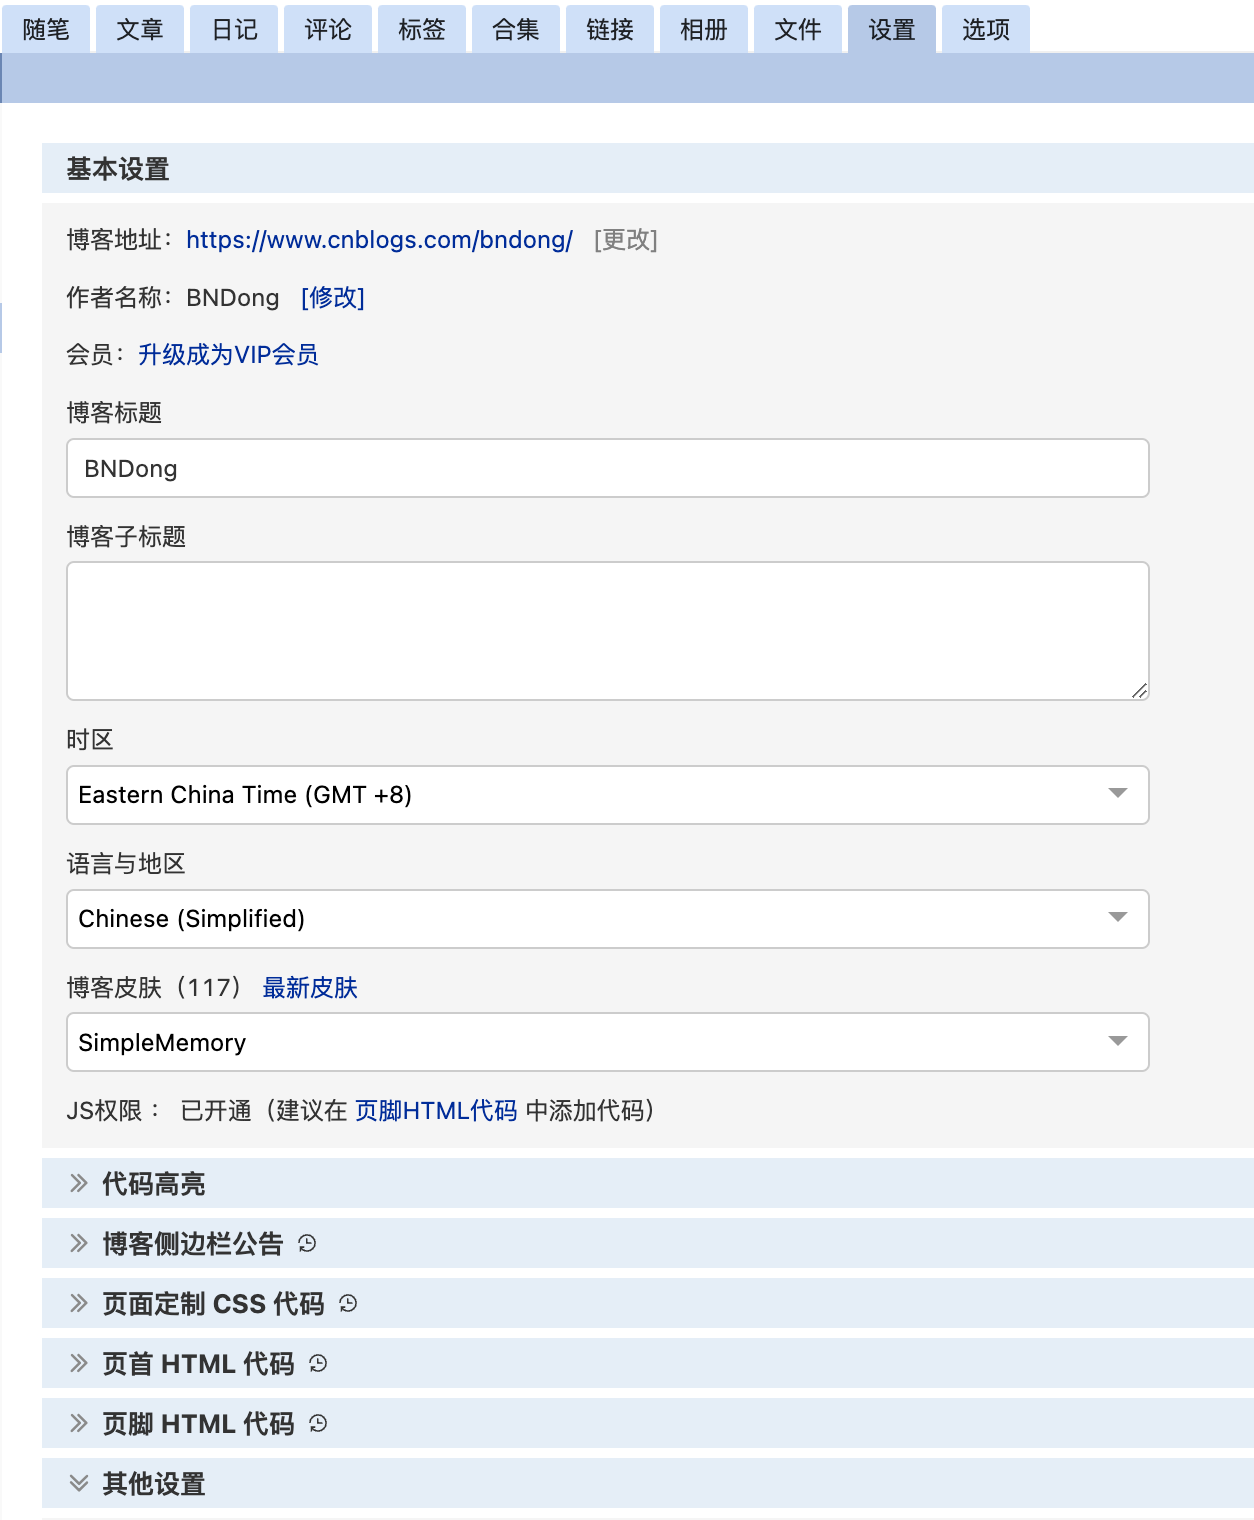 随笔 文章 日记 评论 标签 合集 链接 相册 文件 设置 选项
基本设置
博客地址： https://www.cnblogs.com/bndong/ [更改]
作者名称： BNDong [修改]
会员： 升级成为VIP会员
博客标题
BNDong
博客子标题
时区
Eastern China Time (GMT +8)
语言与地区
Chinese (Simplified)
博客皮肤（117） 最新皮肤
SimpleMemory
JS权限： 已开通（建议在 页脚HTML代码 中添加代码）
代码高亮
博客侧边栏公告
页面定制 CSS 代码
页首 HTML 代码
页脚 HTML 代码
其他设置